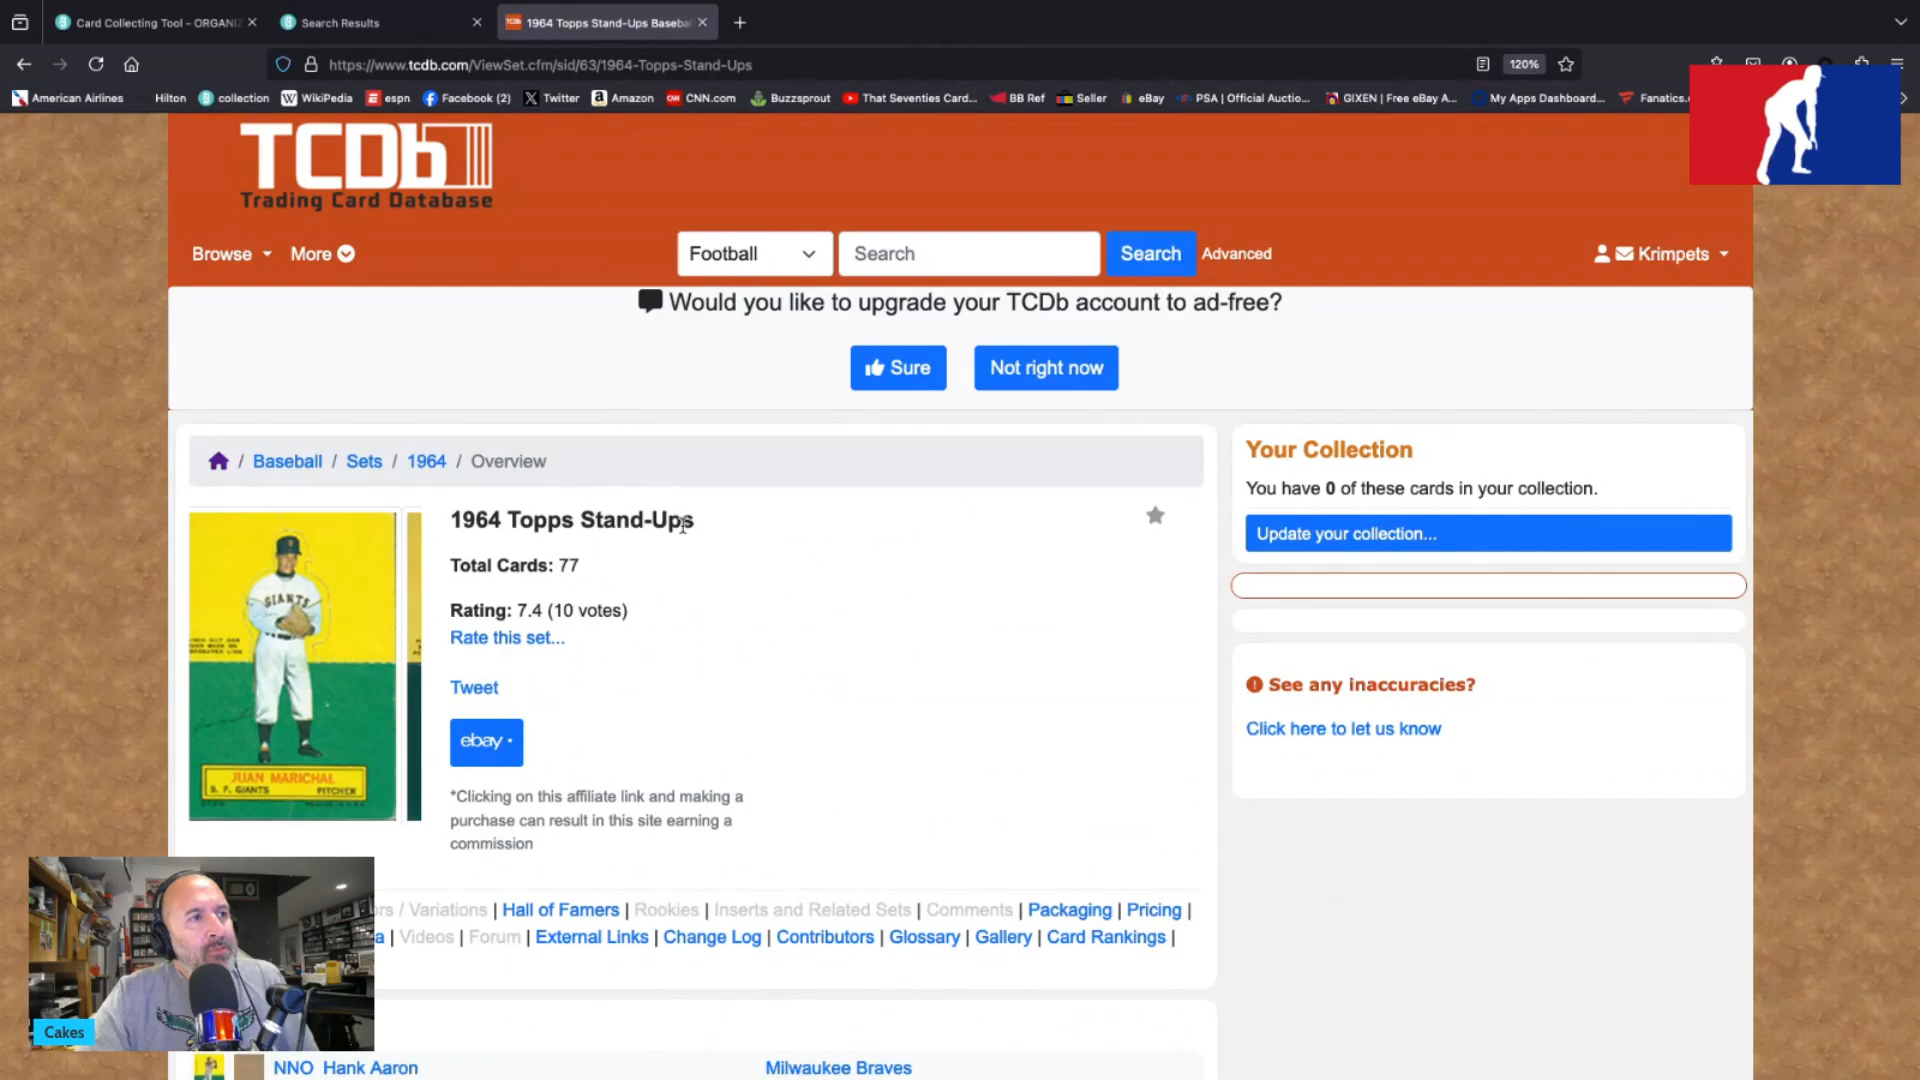 Card Collecting Tool - ORGANIZ
Search Results
1964 Topps Stand-Ups Basebal
https://www.tcdb.com/ViewSet.cfm/sid/63/1964-Topps-Stand-Ups
120%
American Airlines
Hilton
collection
WikiPedia
espn
Facebook (2)
Twitter
Amazon
CNN.com
Buzzsprout
That Seventies Card...
BB Ref
Seller
eBay
PSA | Official Auctio...
GIXEN | Free eBay A...
My Apps Dashboard...
Fanatics.
TCDb
Trading Card Database
Browse
More
Football
Search
Search
Advanced
Krimpets
Would you like to upgrade your TCDb account to ad-free?
Sure
Not right now
/ Baseball / Sets / 1964 / Overview
1964 Topps Stand-Ups
Total Cards: 77
Rating: 7.4 (10 votes)
Rate this set...
Tweet
ebay
*Clicking on this affiliate link and making a
purchase can result in this site earning a
commission
GIANTS
JUAN MARICHAL
S. F. GIANTS PITCHER
Your Collection
You have 0 of these cards in your collection.
Update your collection...
See any inaccuracies?
Click here to let us know
rs / Variations | Hall of Famers | Rookies | Inserts and Related Sets | Comments | Packaging | Pricing |
a | Videos | Forum | External Links | Change Log | Contributors | Glossary | Gallery | Card Rankings |
NNO Hank Aaron
Milwaukee Braves
Cakes